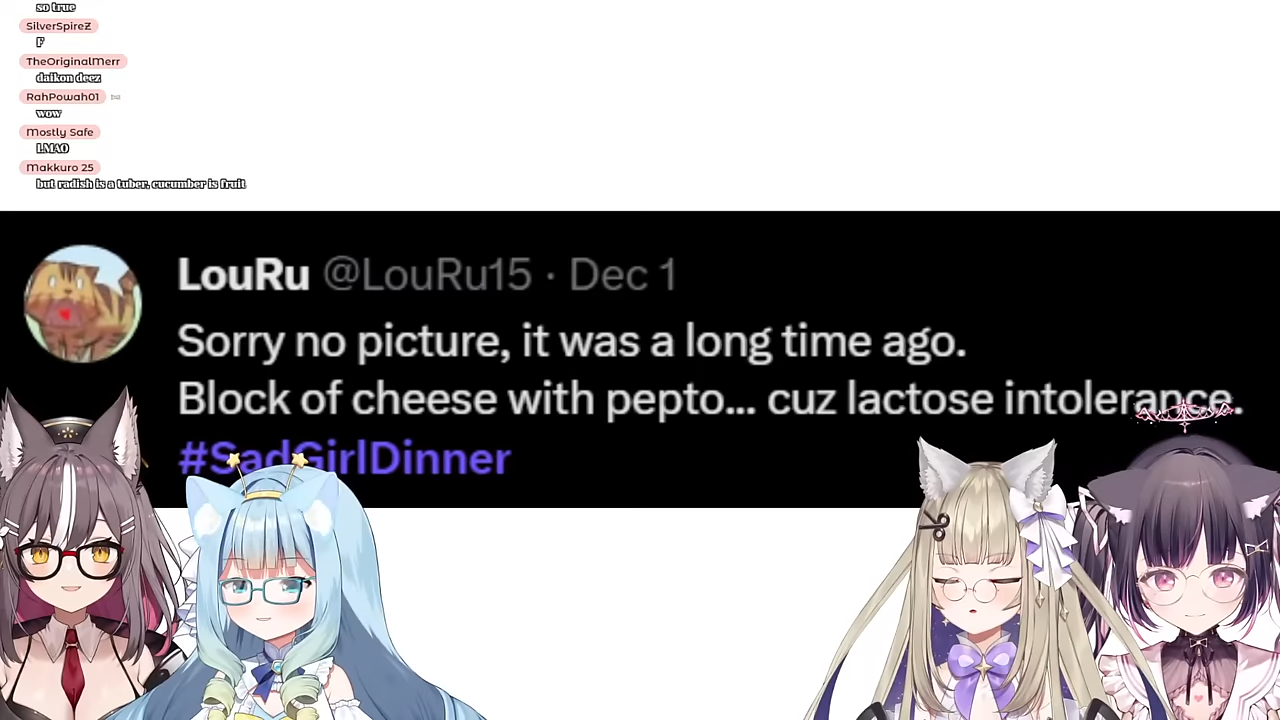 so true
SilverSpireƵ
F
TheOriginalMerr
daikon deez
RahPowah01
wow
Mostly Safe
LMAO
Makkuro 25
but radish is a tuber, cucumber is fruit
LouRu @LouRu15 · Dec 1
Sorry no picture, it was a long time ago.
Block of cheese with pepto... cuz lactose intolerance.
#SadGirlDinner